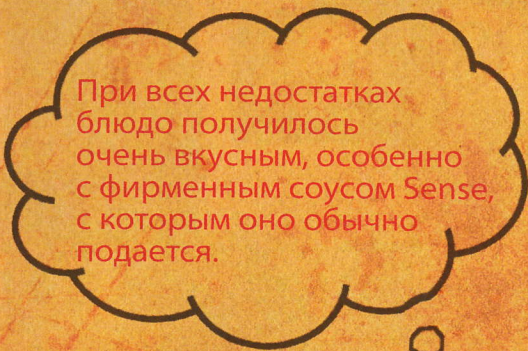 При всех недостатках
блюдо получилось
очень вкусным, особенно
с фирменным соусом Sense,
с которым оно обычно
подается.